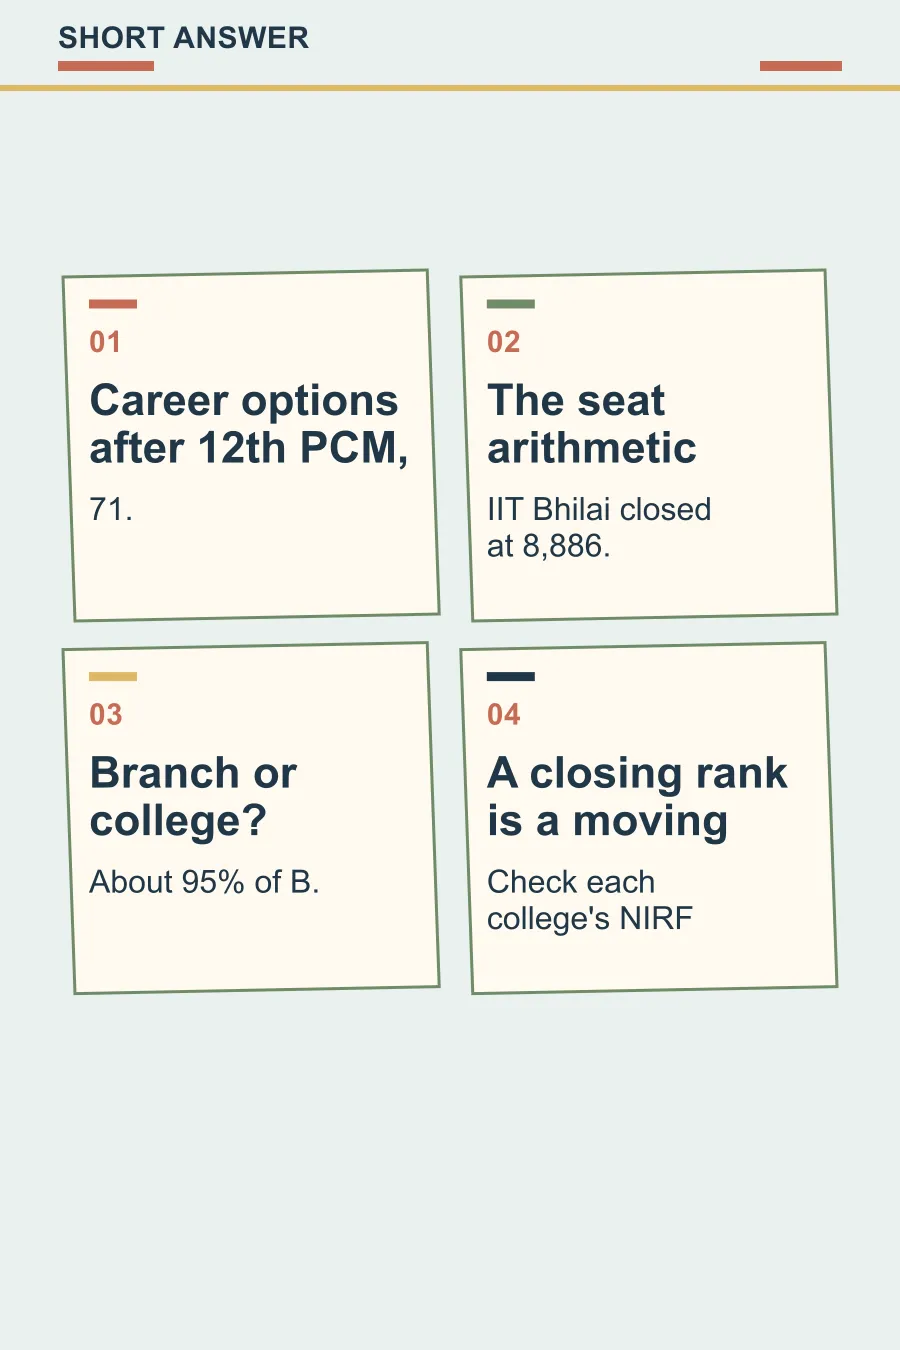 SHORT ANSWER
01
Career options
after 12th PCM,
71.
02
The seat
arithmetic
IIT Bhilai closed
at 8,886.
03
Branch or
college?
About 95% of B.
04
A closing rank
is a moving
Check each
college's NIRF